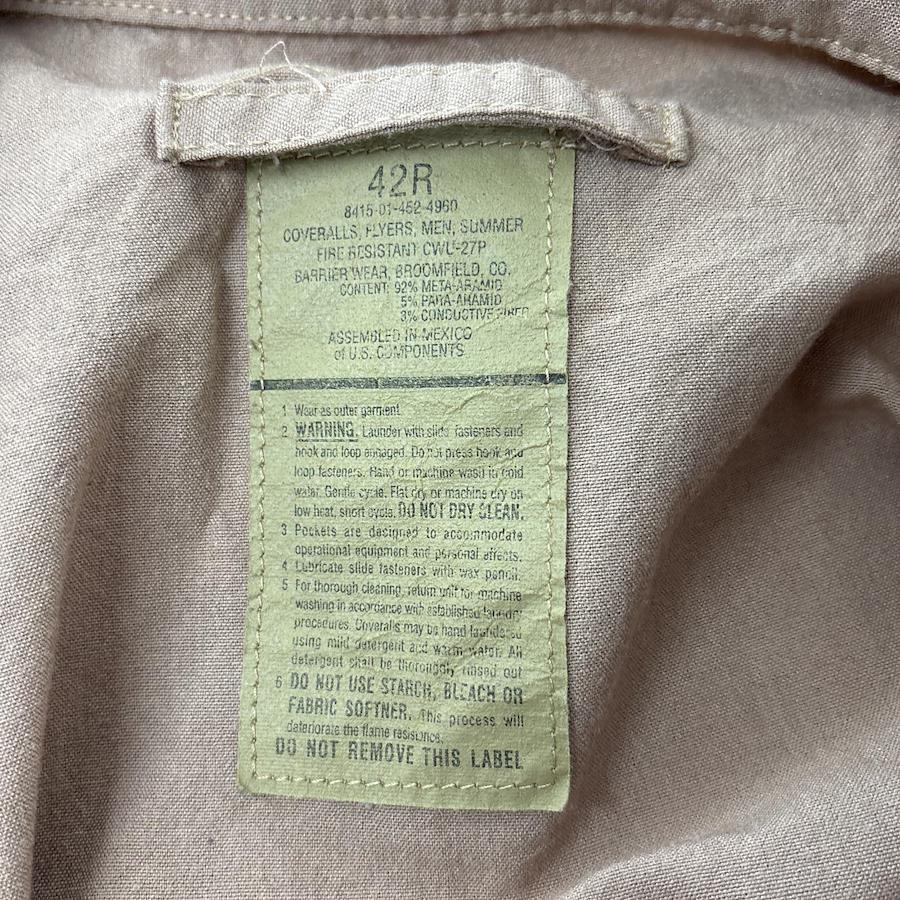 42R
8415-01-452-4960
COVERALLS, FLYERS, MEN, SUMMER
FIRE RESISTANT CWU-27P
BARRIER WEAR, BROOMFIELD, CO.
CONTENT: 92% META-ARAMID
5% PARA-ARAMID
3% CONDUCTIVE FIBER
ASSEMBLED IN MEXICO
of U.S. COMPONENTS
1 Wear as outer garment.
2 WARNING. Launder with slide fasteners and
hook and loop engaged. Do not press hook and
loop fasteners. Hand or machine wash in cold
water. Gentle cycle. Flat dry or machine dry on
low heat, short cycle. DO NOT DRY CLEAN.
3 Pockets are designed to accommodate
operational equipment and personal effects.
4 Lubricate slide fasteners with wax pencil.
5 For thorough cleaning, return unit for machine
washing in accordance with established laundry
procedures. Coveralls may be hand laundered
using mild detergent and warm water. All
detergent shall be thoroughly rinsed out
6 DO NOT USE STARCH, BLEACH OR
FABRIC SOFTNER. This process will
deteriorate the flame resistance.
DO NOT REMOVE THIS LABEL